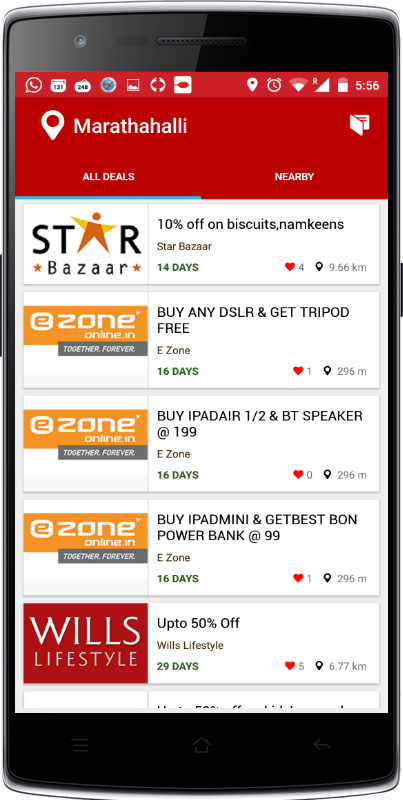 131
248
R
5:56
Marathahalli
ALL DEALS
NEARBY
STAR
Bazaar
10% off on biscuits,namkeens
Star Bazaar
14 DAYS
4
9.66 km
ezone
online.in
TOGETHER. FOREVER.
BUY ANY DSLR & GET TRIPOD
FREE
E Zone
16 DAYS
1
296 m
ezone
online.in
TOGETHER. FOREVER.
BUY IPADAIR 1/2 & BT SPEAKER
@ 199
E Zone
16 DAYS
0
296 m
ezone
online.in
TOGETHER. FOREVER.
BUY IPADMINI & GETBEST BON
POWER BANK @ 99
E Zone
16 DAYS
1
296 m
WILLS
LIFESTYLE
Upto 50% Off
Wills Lifestyle
29 DAYS
5
6.77 km